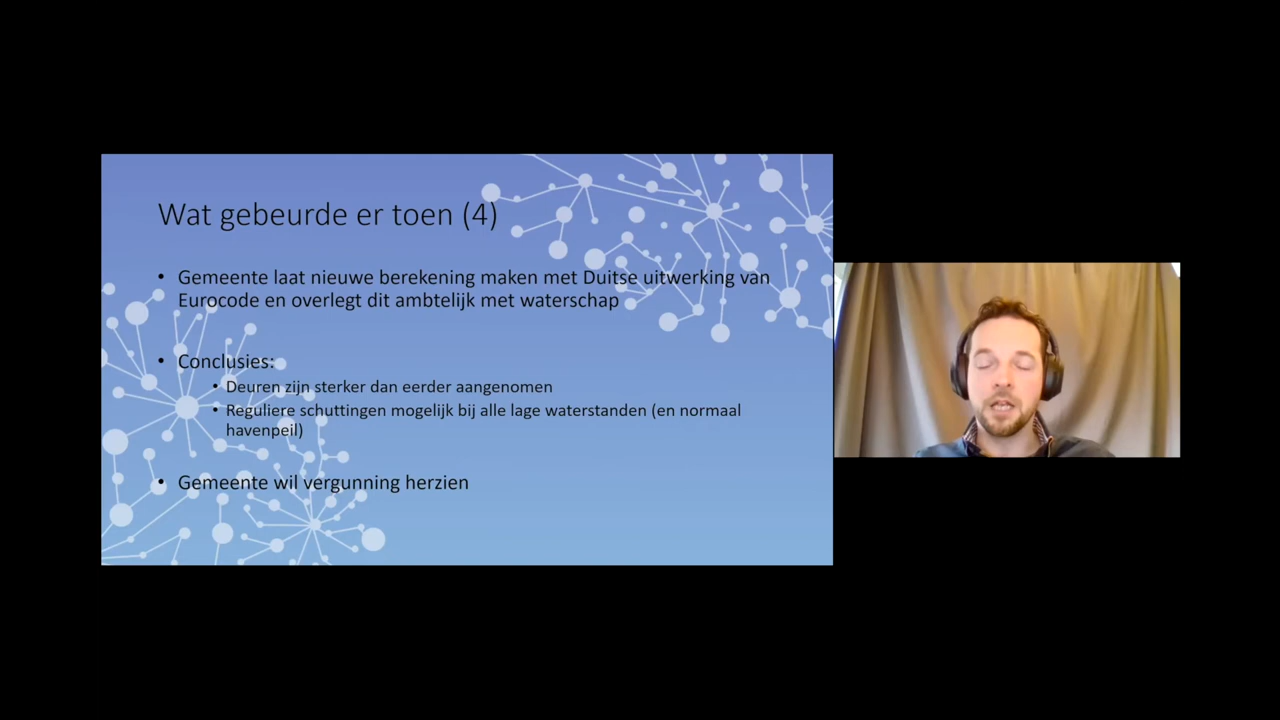 Wat gebeurde er toen (4)
• Gemeente laat nieuwe berekening maken met Duitse uitwerking van
Eurocode en overlegt dit ambtelijk met waterschap
• Conclusies:
• Deuren zijn sterker dan eerder aangenomen
• Reguliere schuttingen mogelijk bij alle lage waterstanden (en normaal
havenpeil)
• Gemeente wil vergunning herzien